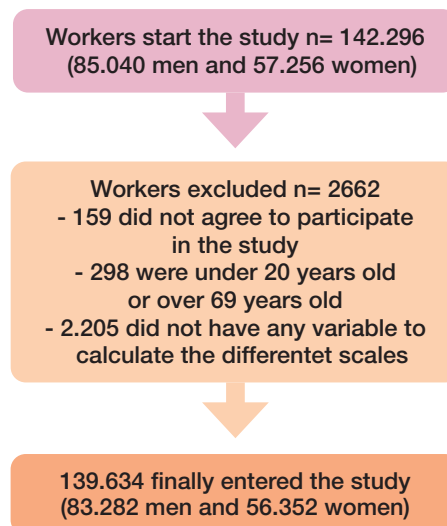 Workers start the study n= 142.296
(85.040 men and 57.256 women)
Workers excluded n= 2662
- 159 did not agree to participate
in the study
- 298 were under 20 years old
or over 69 years old
- 2.205 did not have any variable to
calculate the differentet scales
139.634 finally entered the study
(83.282 men and 56.352 women)